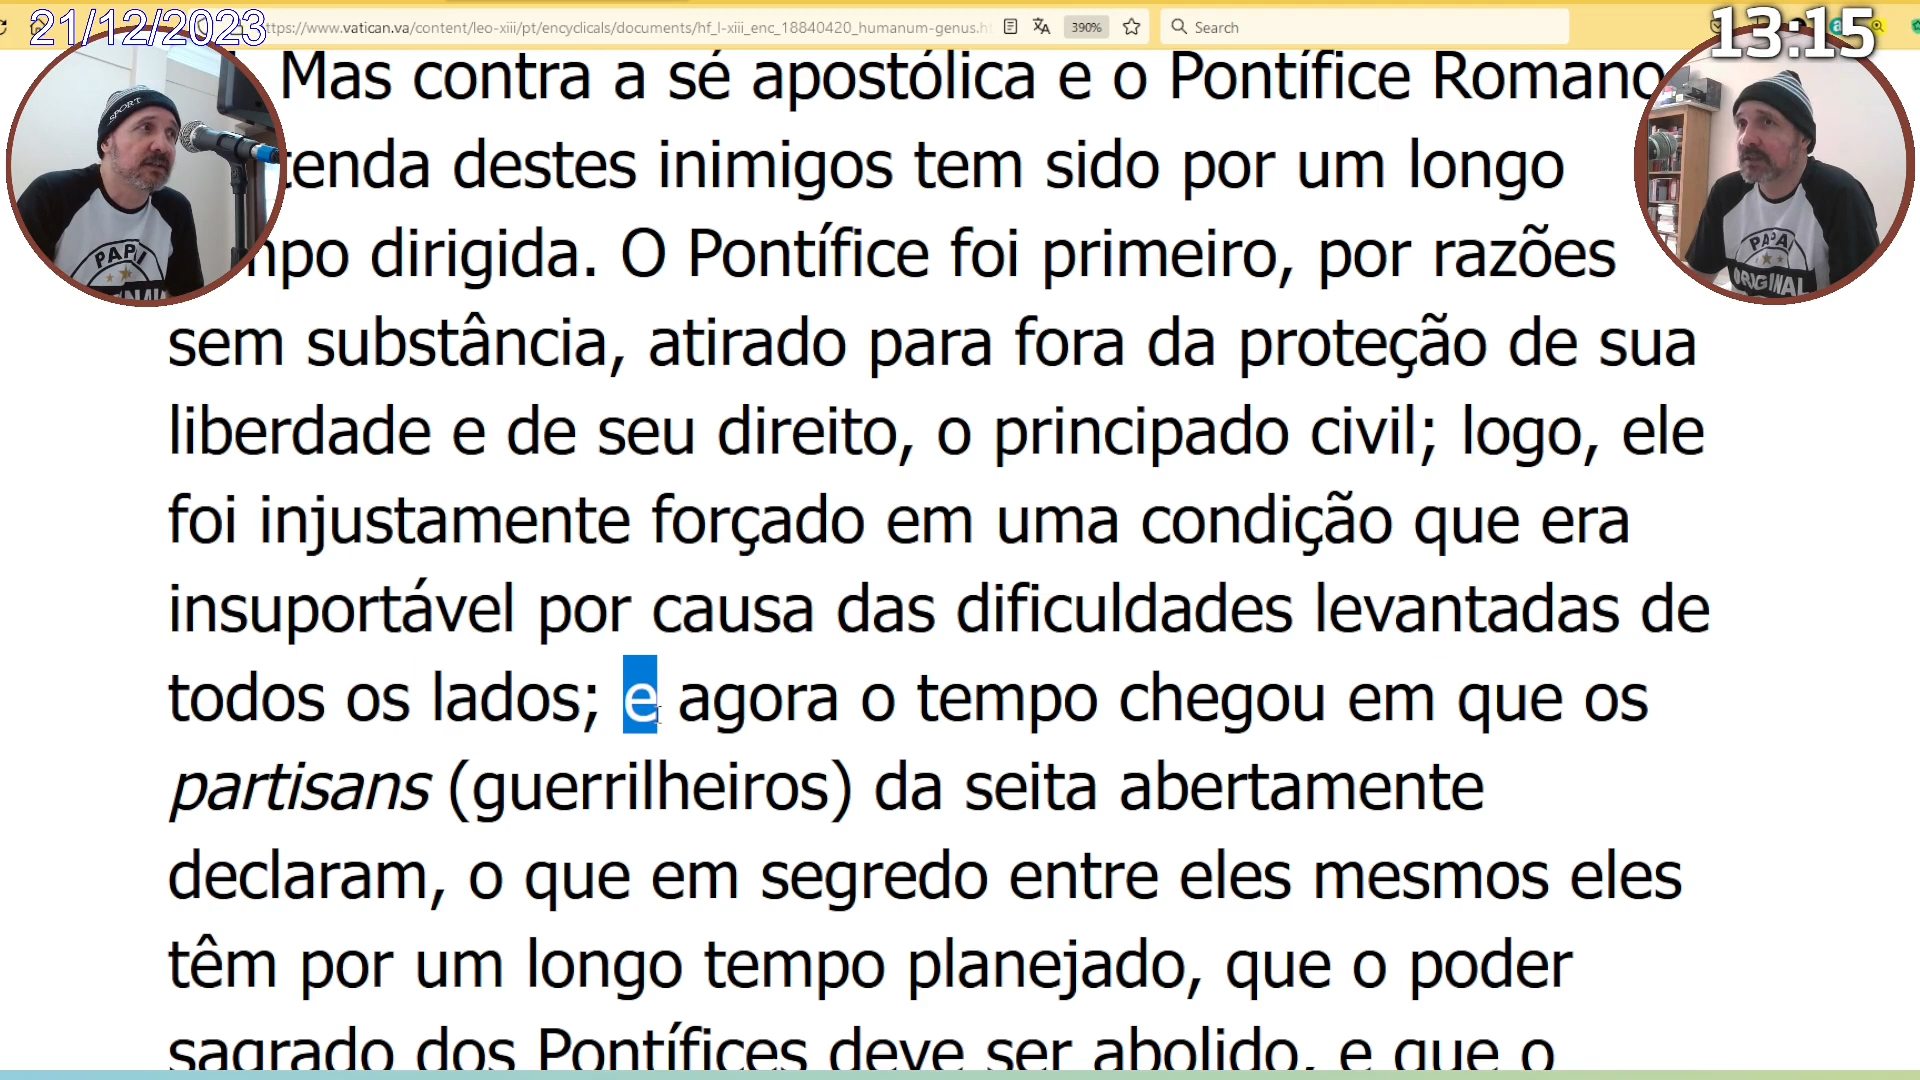 21/12/2023
https://www.vatican.va/content/leo-xiii/pt/encyclicals/documents/hf_l-xiii_enc_18840420_humanum-genus.h
390%
Search
13:15
Mas contra a sé apostólica e o Pontífice Romano
tenda destes inimigos tem sido por um longo
mpo dirigida. O Pontífice foi primeiro, por razões
sem substância, atirado para fora da proteção de sua
liberdade e de seu direito, o principado civil; logo, ele
foi injustamente forçado em uma condição que era
insuportável por causa das dificuldades levantadas de
todos os lados; e agora o tempo chegou em que os
partisans (guerrilheiros) da seita abertamente
declaram, o que em segredo entre eles mesmos eles
têm por um longo tempo planejado, que o poder
sagrado dos Pontífices deve ser abolido, e que o
SPORT
PAPAI
PAPAI
ORIGINAL